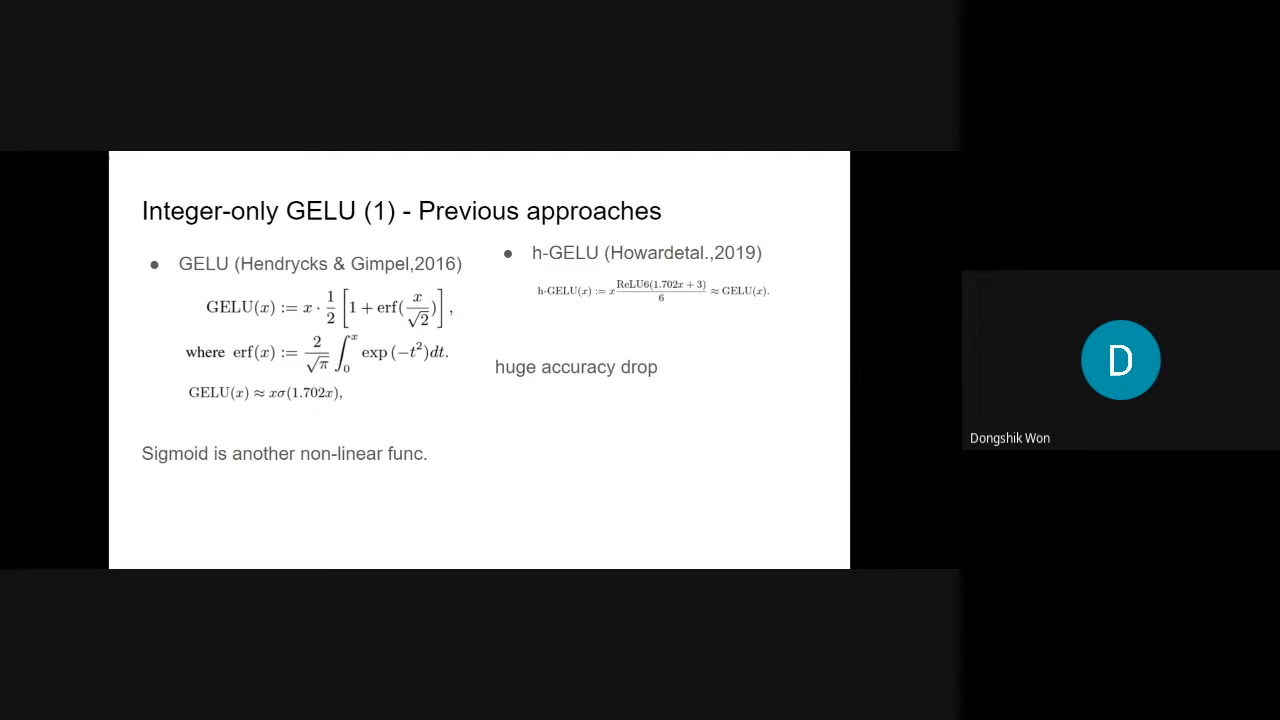 Integer-only GELU (1) - Previous approaches
● GELU (Hendrycks & Gimpel,2016)
GELU(x) := x · 1/2 [1 + erf(x/√2)],
where erf(x) := 2/√π ∫₀ˣ exp (−t²)dt.
GELU(x) ≈ xσ(1.702x),
Sigmoid is another non-linear func.
● h-GELU (Howardetal.,2019)
h-GELU(x) := x ReLU6(1.702x + 3)/6 ≈ GELU(x).
huge accuracy drop
D
Dongshik Won